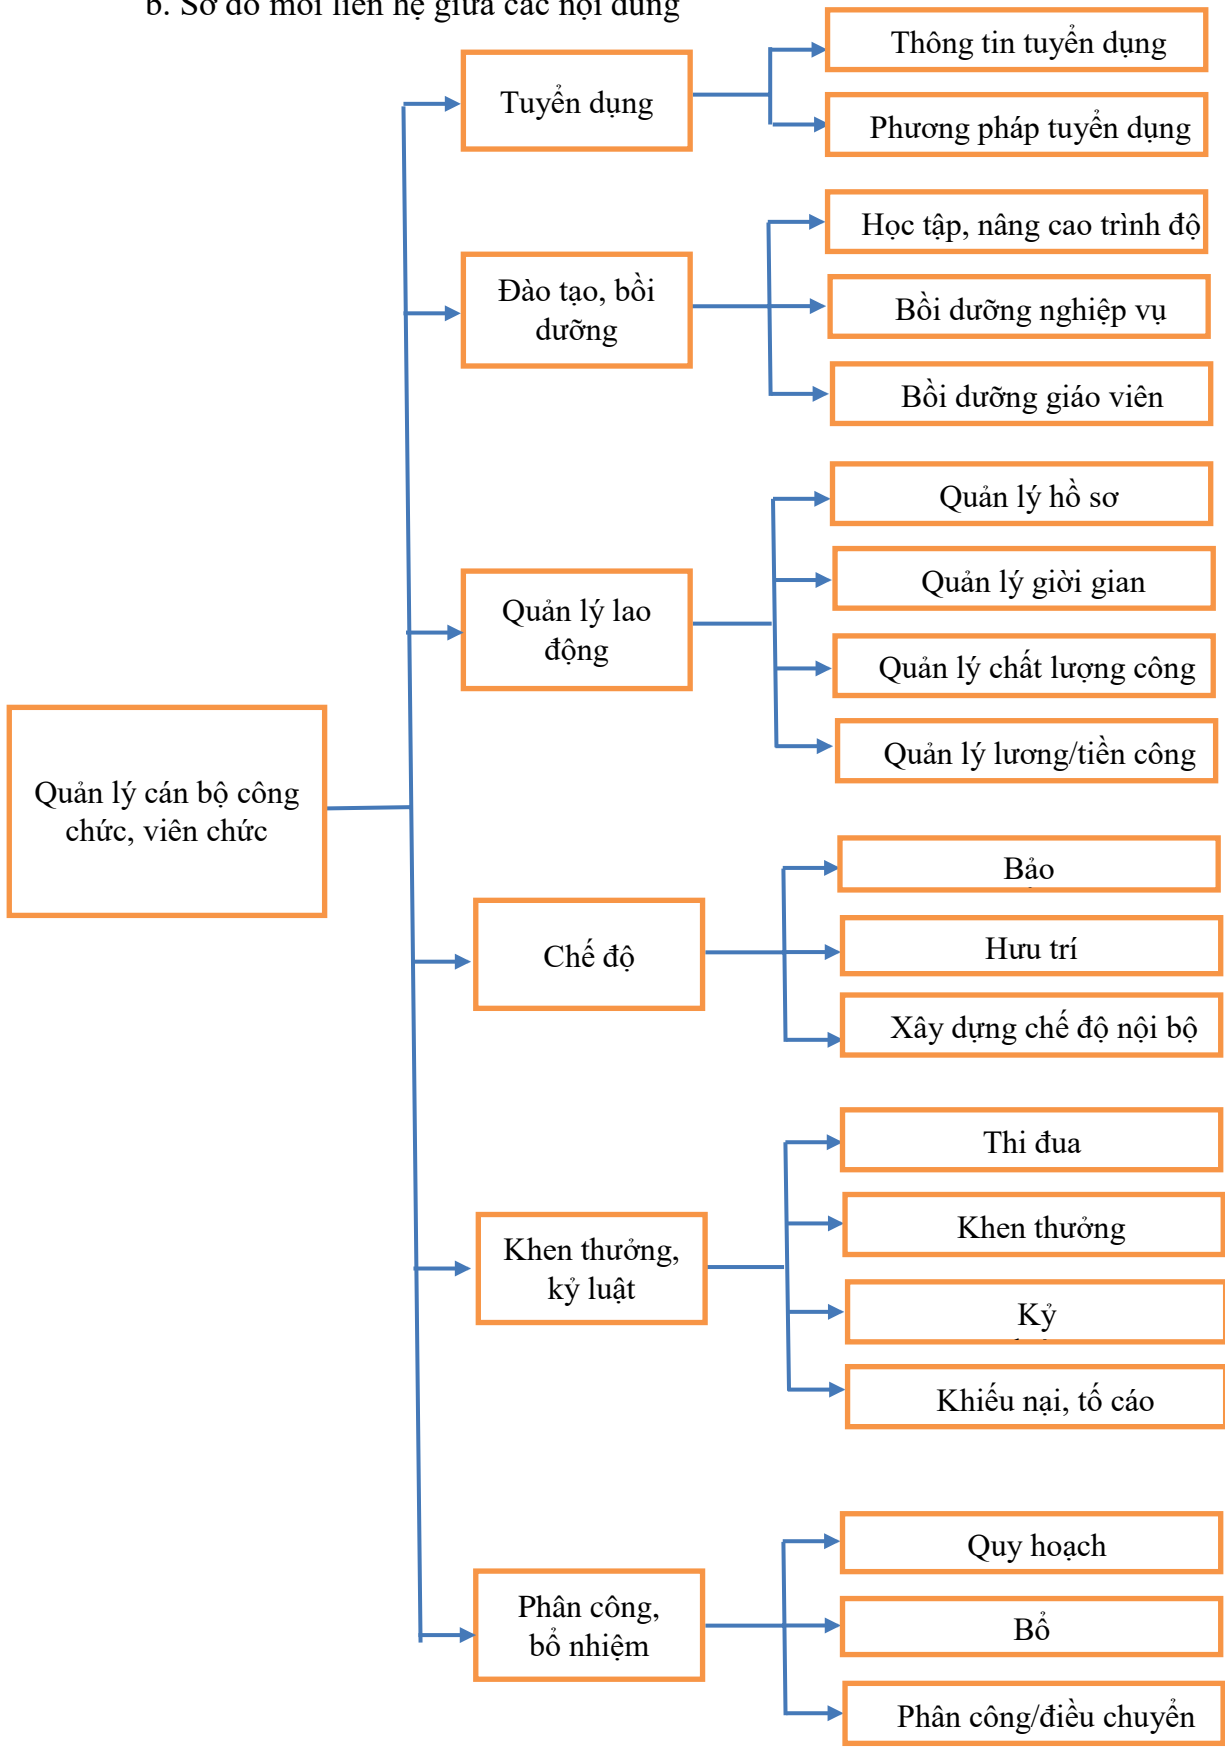 b. Sơ đồ mối liên hệ giữa các nội dung
Tuyển dụng
Thông tin tuyển dụng
Phương pháp tuyển dụng
Đào tạo, bồi
dưỡng
Học tập, nâng cao trình độ
Bồi dưỡng nghiệp vụ
Bồi dưỡng giáo viên
Quản lý lao
động
Quản lý hồ sơ
Quản lý giời gian
Quản lý chất lượng công
Quản lý lương/tiền công
Quản lý cán bộ công
chức, viên chức
Chế độ
Bảo
Hưu trí
Xây dựng chế độ nội bộ
Khen thưởng,
kỷ luật
Thi đua
Khen thưởng
Kỷ
Khiếu nại, tố cáo
Phân công,
bổ nhiệm
Quy hoạch
Bổ
Phân công/điều chuyển